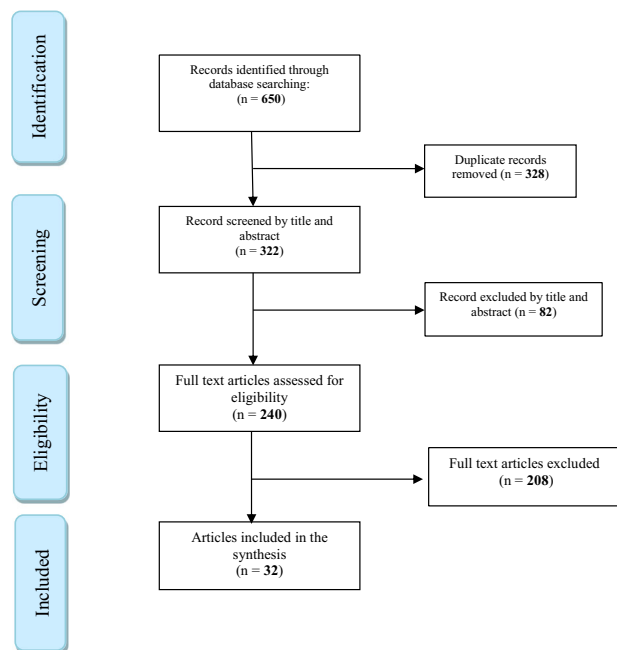 Identification
Records identified through
database searching:
(n = 650)
Duplicate records
removed (n = 328)
Screening
Record screened by title and
abstract
(n = 322)
Record excluded by title and
abstract (n = 82)
Eligibility
Full text articles assessed for
eligibility
(n = 240)
Full text articles excluded
(n = 208)
Included
Articles included in the
synthesis
(n = 32)